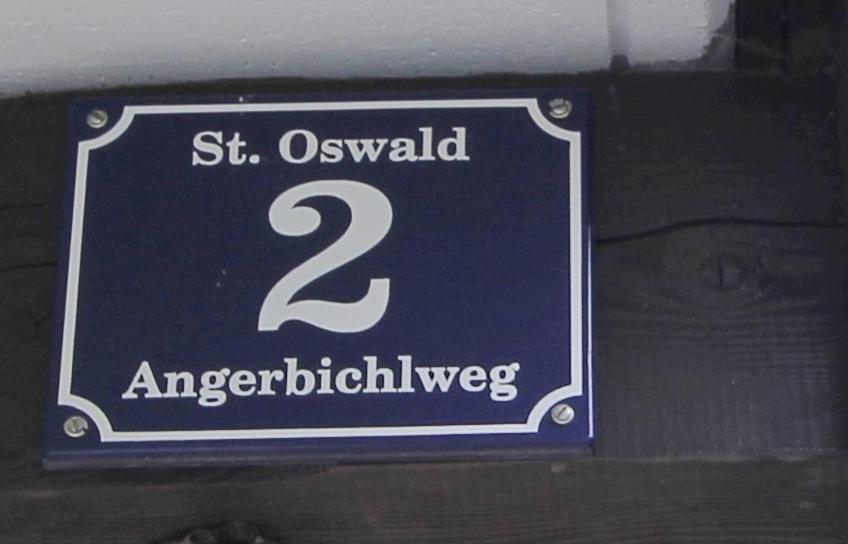 St. Oswald
2
Angerbichlweg